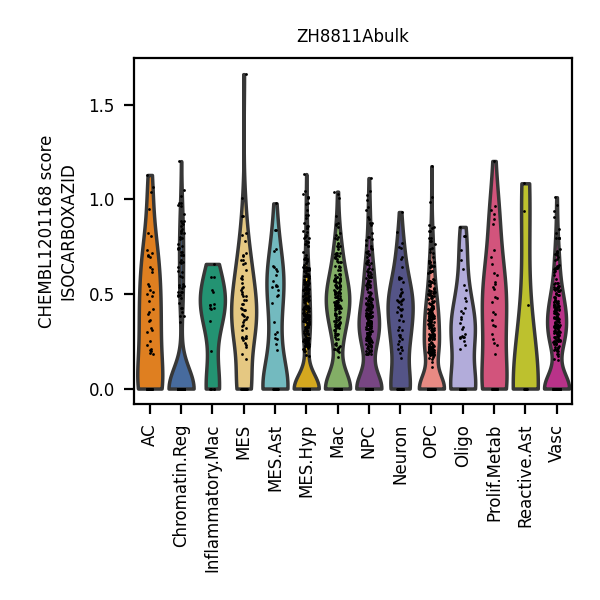 ZH8811Abulk
CHEMBL1201168 score
ISOCARBOXAZID
1.5
1.0
0.5
0.0
AC
Chromatin.Reg
Inflammatory.Mac
MES
MES.Ast
MES.Hyp
Mac
NPC
Neuron
OPC
Oligo
Prolif.Metab
Reactive.Ast
Vasc